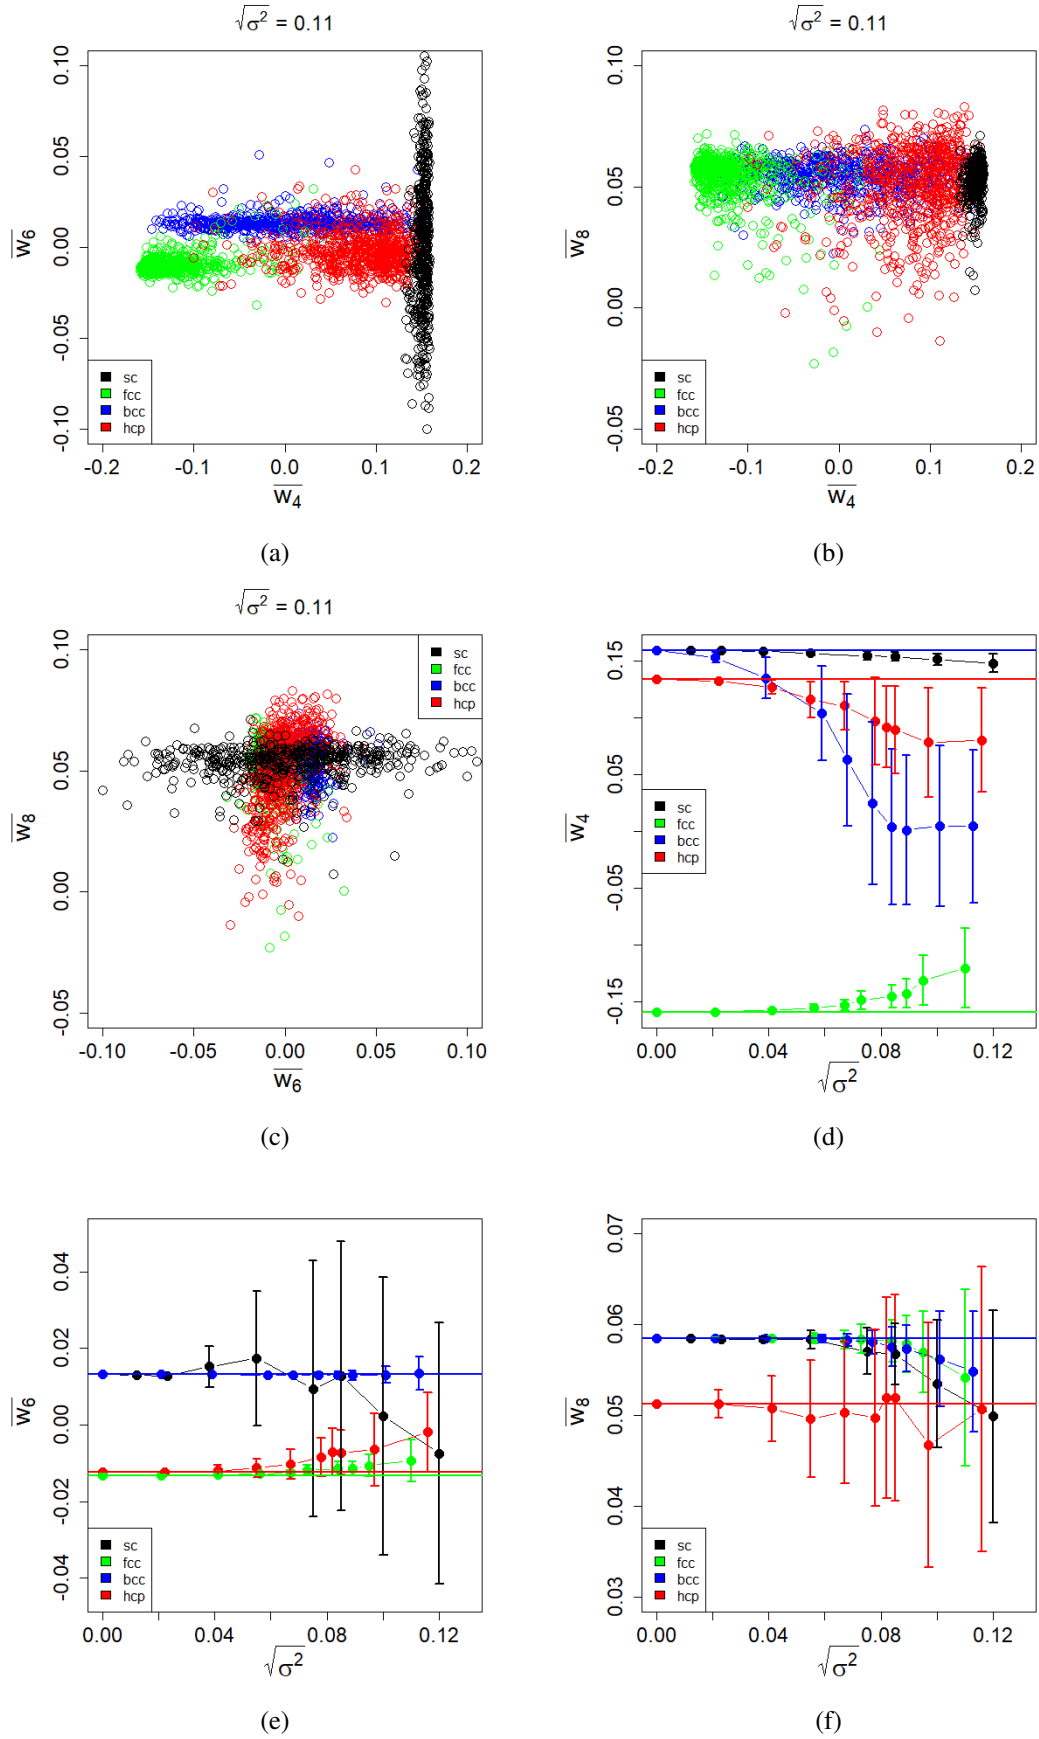 √σ² = 0.11
w₆
0.10
0.05
0.00
-0.05
-0.10
sc
fcc
bcc
hcp
-0.2 -0.1 0.0 0.1 0.2
w₄
(a)
√σ² = 0.11
w₈
0.10
0.05
0.00
-0.05
sc
fcc
bcc
hcp
-0.2 -0.1 0.0 0.1 0.2
w₄
(b)
√σ² = 0.11
w₈
0.10
0.05
0.00
-0.05
sc
fcc
bcc
hcp
-0.10 -0.05 0.00 0.05 0.10
w₆
(c)
w₄
0.15
0.05
-0.05
-0.15
sc
fcc
bcc
hcp
0.00 0.04 0.08 0.12
√σ²
(d)
w₆
0.04
0.02
0.00
-0.02
-0.04
sc
fcc
bcc
hcp
0.00 0.04 0.08 0.12
√σ²
(e)
w₈
0.07
0.06
0.05
0.04
0.03
sc
fcc
bcc
hcp
0.00 0.04 0.08 0.12
√σ²
(f)